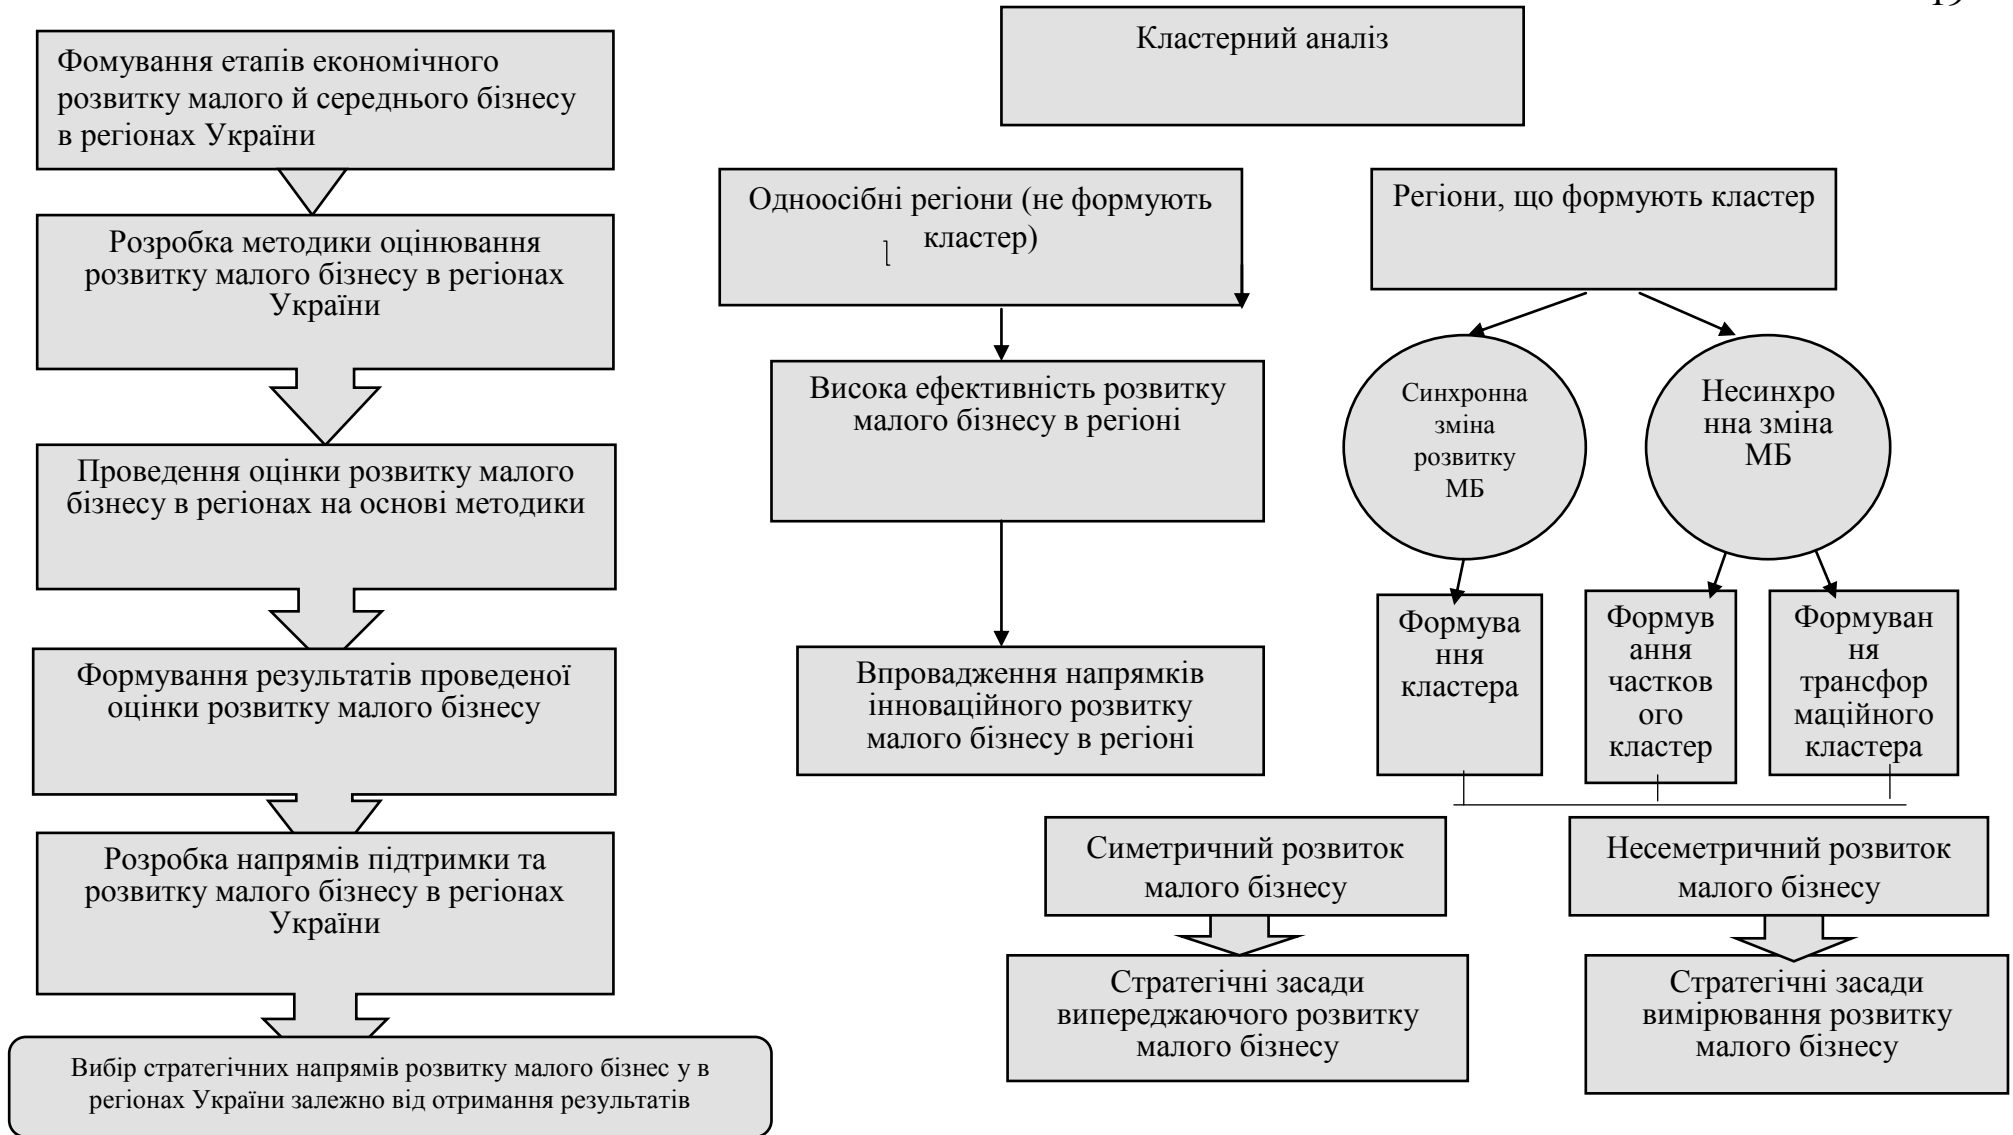 Фомування етапів економічного
розвитку малого й середнього бізнесу
в регіонах України
Розробка методики оцінювання
розвитку малого бізнесу в регіонах
України
Проведення оцінки розвитку малого
бізнесу в регіонах на основі методики
Формування результатів проведеної
оцінки розвитку малого бізнесу
Розробка напрямів підтримки та
розвитку малого бізнесу в регіонах
України
Вибір стратегічних напрямів розвитку малого бізнес у в
регіонах України залежно від отримання результатів
Кластерний аналіз
Одноосібні регіони (не формують
кластер)
Висока ефективність розвитку
малого бізнесу в регіоні
Впровадження напрямків
інноваційного розвитку
малого бізнесу в регіоні
Регіони, що формують кластер
Синхронна
зміна
розвитку
МБ
Несинхро
нна зміна
МБ
Формува
ння
кластера
Формув
ання
частков
ого
кластер
Формуван
ня
трансфор
маційного
кластера
Симетричний розвиток
малого бізнесу
Несеметричний розвиток
малого бізнесу
Стратегічні засади
випереджаючого розвитку
малого бізнесу
Стратегічні засади
вимірювання розвитку
малого бізнесу